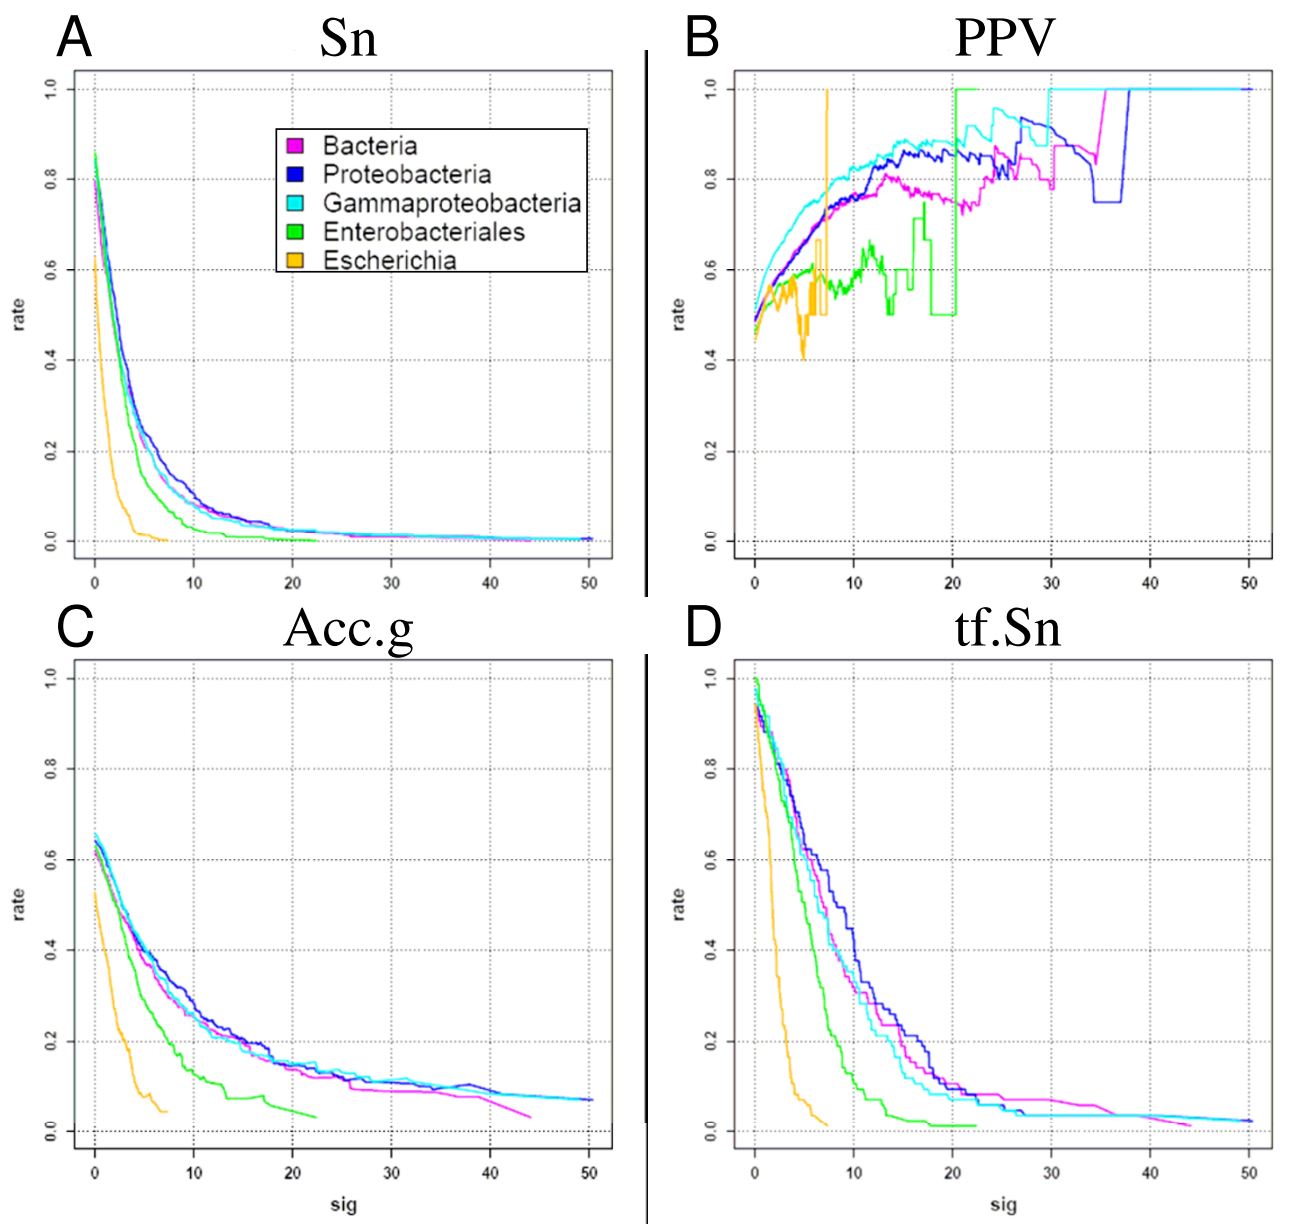 A Sn
1.0
0.8
0.6
0.4
0.2
0.0
rate
Bacteria
Proteobacteria
Gammaproteobacteria
Enterobacteriales
Escherichia
0 10 20 30 40 50
B PPV
1.0
0.8
0.6
0.4
0.2
0.0
rate
0 10 20 30 40 50
C Acc.g
1.0
0.8
0.6
0.4
0.2
0.0
rate
0 10 20 30 40 50
sig
D tf.Sn
1.0
0.8
0.6
0.4
0.2
0.0
rate
0 10 20 30 40 50
sig